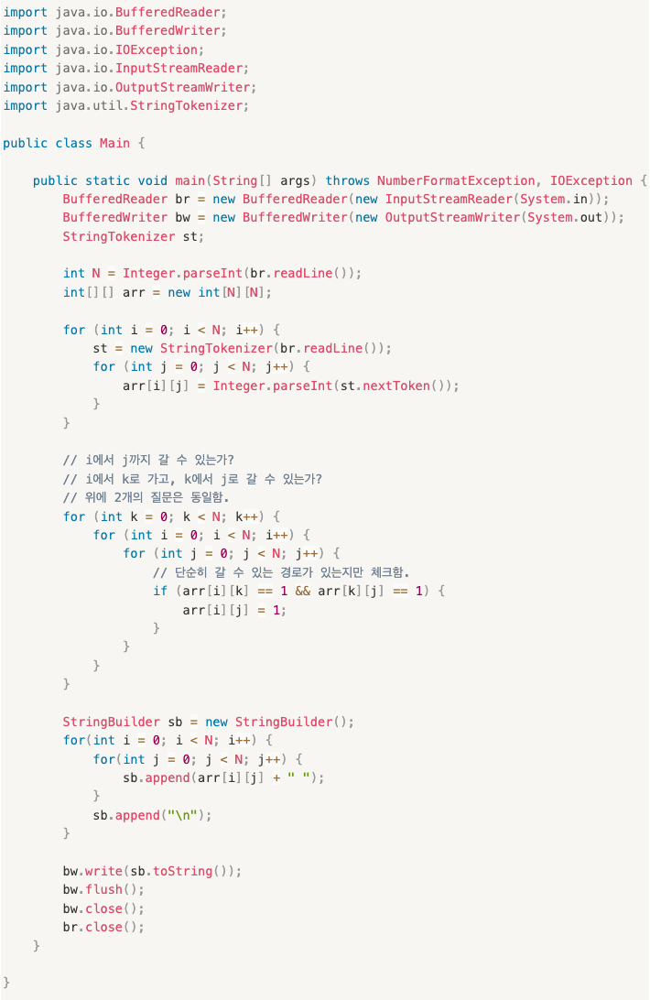 import java.io.BufferedReader;
import java.io.BufferedWriter;
import java.io.IOException;
import java.io.InputStreamReader;
import java.io.OutputStreamWriter;
import java.util.StringTokenizer;

public class Main {

    public static void main(String[] args) throws NumberFormatException, IOException {
        BufferedReader br = new BufferedReader(new InputStreamReader(System.in));
        BufferedWriter bw = new BufferedWriter(new OutputStreamWriter(System.out));
        StringTokenizer st;

        int N = Integer.parseInt(br.readLine());
        int[][] arr = new int[N][N];

        for (int i = 0; i < N; i++) {
            st = new StringTokenizer(br.readLine());
            for (int j = 0; j < N; j++) {
                arr[i][j] = Integer.parseInt(st.nextToken());
            }
        }

        // i에서 j까지 갈 수 있는가?
        // i에서 k로 가고, k에서 j로 갈 수 있는가?
        // 위에 2개의 질문은 동일함.
        for (int k = 0; k < N; k++) {
            for (int i = 0; i < N; i++) {
                for (int j = 0; j < N; j++) {
                    // 단순히 갈 수 있는 경로가 있는지만 체크함.
                    if (arr[i][k] == 1 && arr[k][j] == 1) {
                        arr[i][j] = 1;
                    }
                }
            }
        }

        StringBuilder sb = new StringBuilder();
        for(int i = 0; i < N; i++) {
            for(int j = 0; j < N; j++) {
                sb.append(arr[i][j] + " ");
            }
            sb.append("\n");
        }

        bw.write(sb.toString());
        bw.flush();
        bw.close();
        br.close();
    }

}